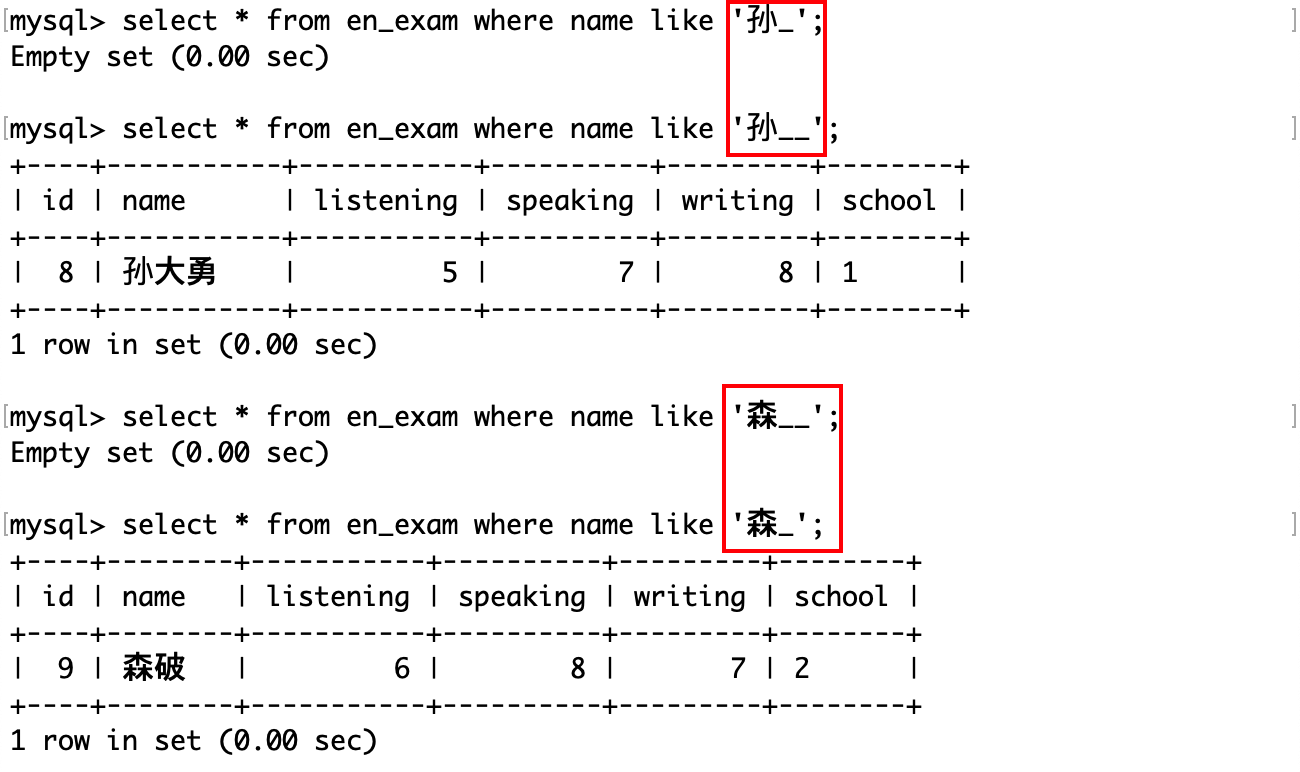 mysql> select * from en_exam where name like '孙_';
Empty set (0.00 sec)
mysql> select * from en_exam where name like '孙__';
+----+-----------+-----------+----------+---------+--------+
| id | name      | listening | speaking | writing | school |
+----+-----------+-----------+----------+---------+--------+
|  8 | 孙大勇    |         5 |        7 |       8 | 1      |
+----+-----------+-----------+----------+---------+--------+
1 row in set (0.00 sec)
mysql> select * from en_exam where name like '森__';
Empty set (0.00 sec)
mysql> select * from en_exam where name like '森_';
+----+--------+-----------+----------+---------+--------+
| id | name   | listening | speaking | writing | school |
+----+--------+-----------+----------+---------+--------+
|  9 | 森破   |         6 |        8 |       7 | 2      |
+----+--------+-----------+----------+---------+--------+
1 row in set (0.00 sec)